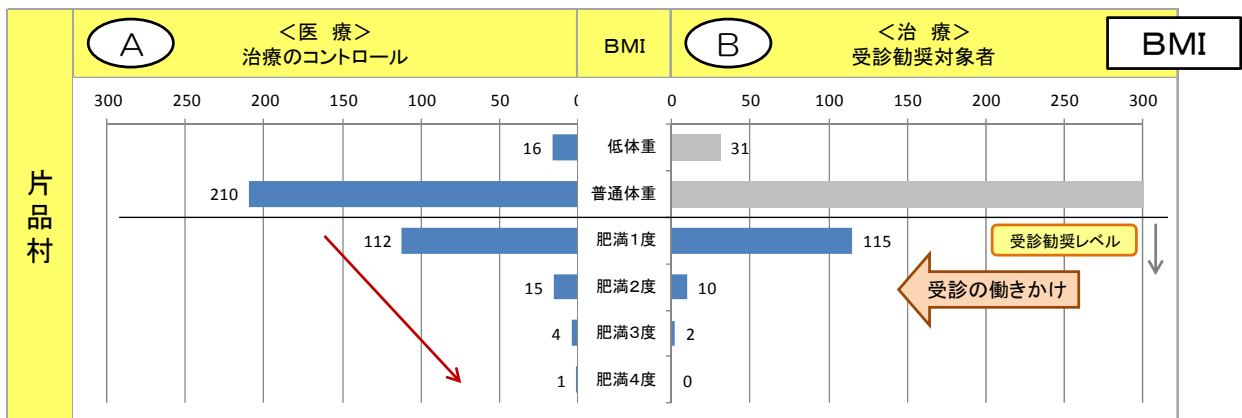 A
<医 療>
治療のコントロール
BMI
B
<治 療>
受診勧奨対象者
BMI
300 250 200 150 100 50 0
0 50 100 150 200 250 300
片品村
16 低体重 31
210 普通体重
112 肥満1度 115 受診勧奨レベル
15 肥満2度 10 受診の働きかけ
4 肥満3度 2
1 肥満4度 0